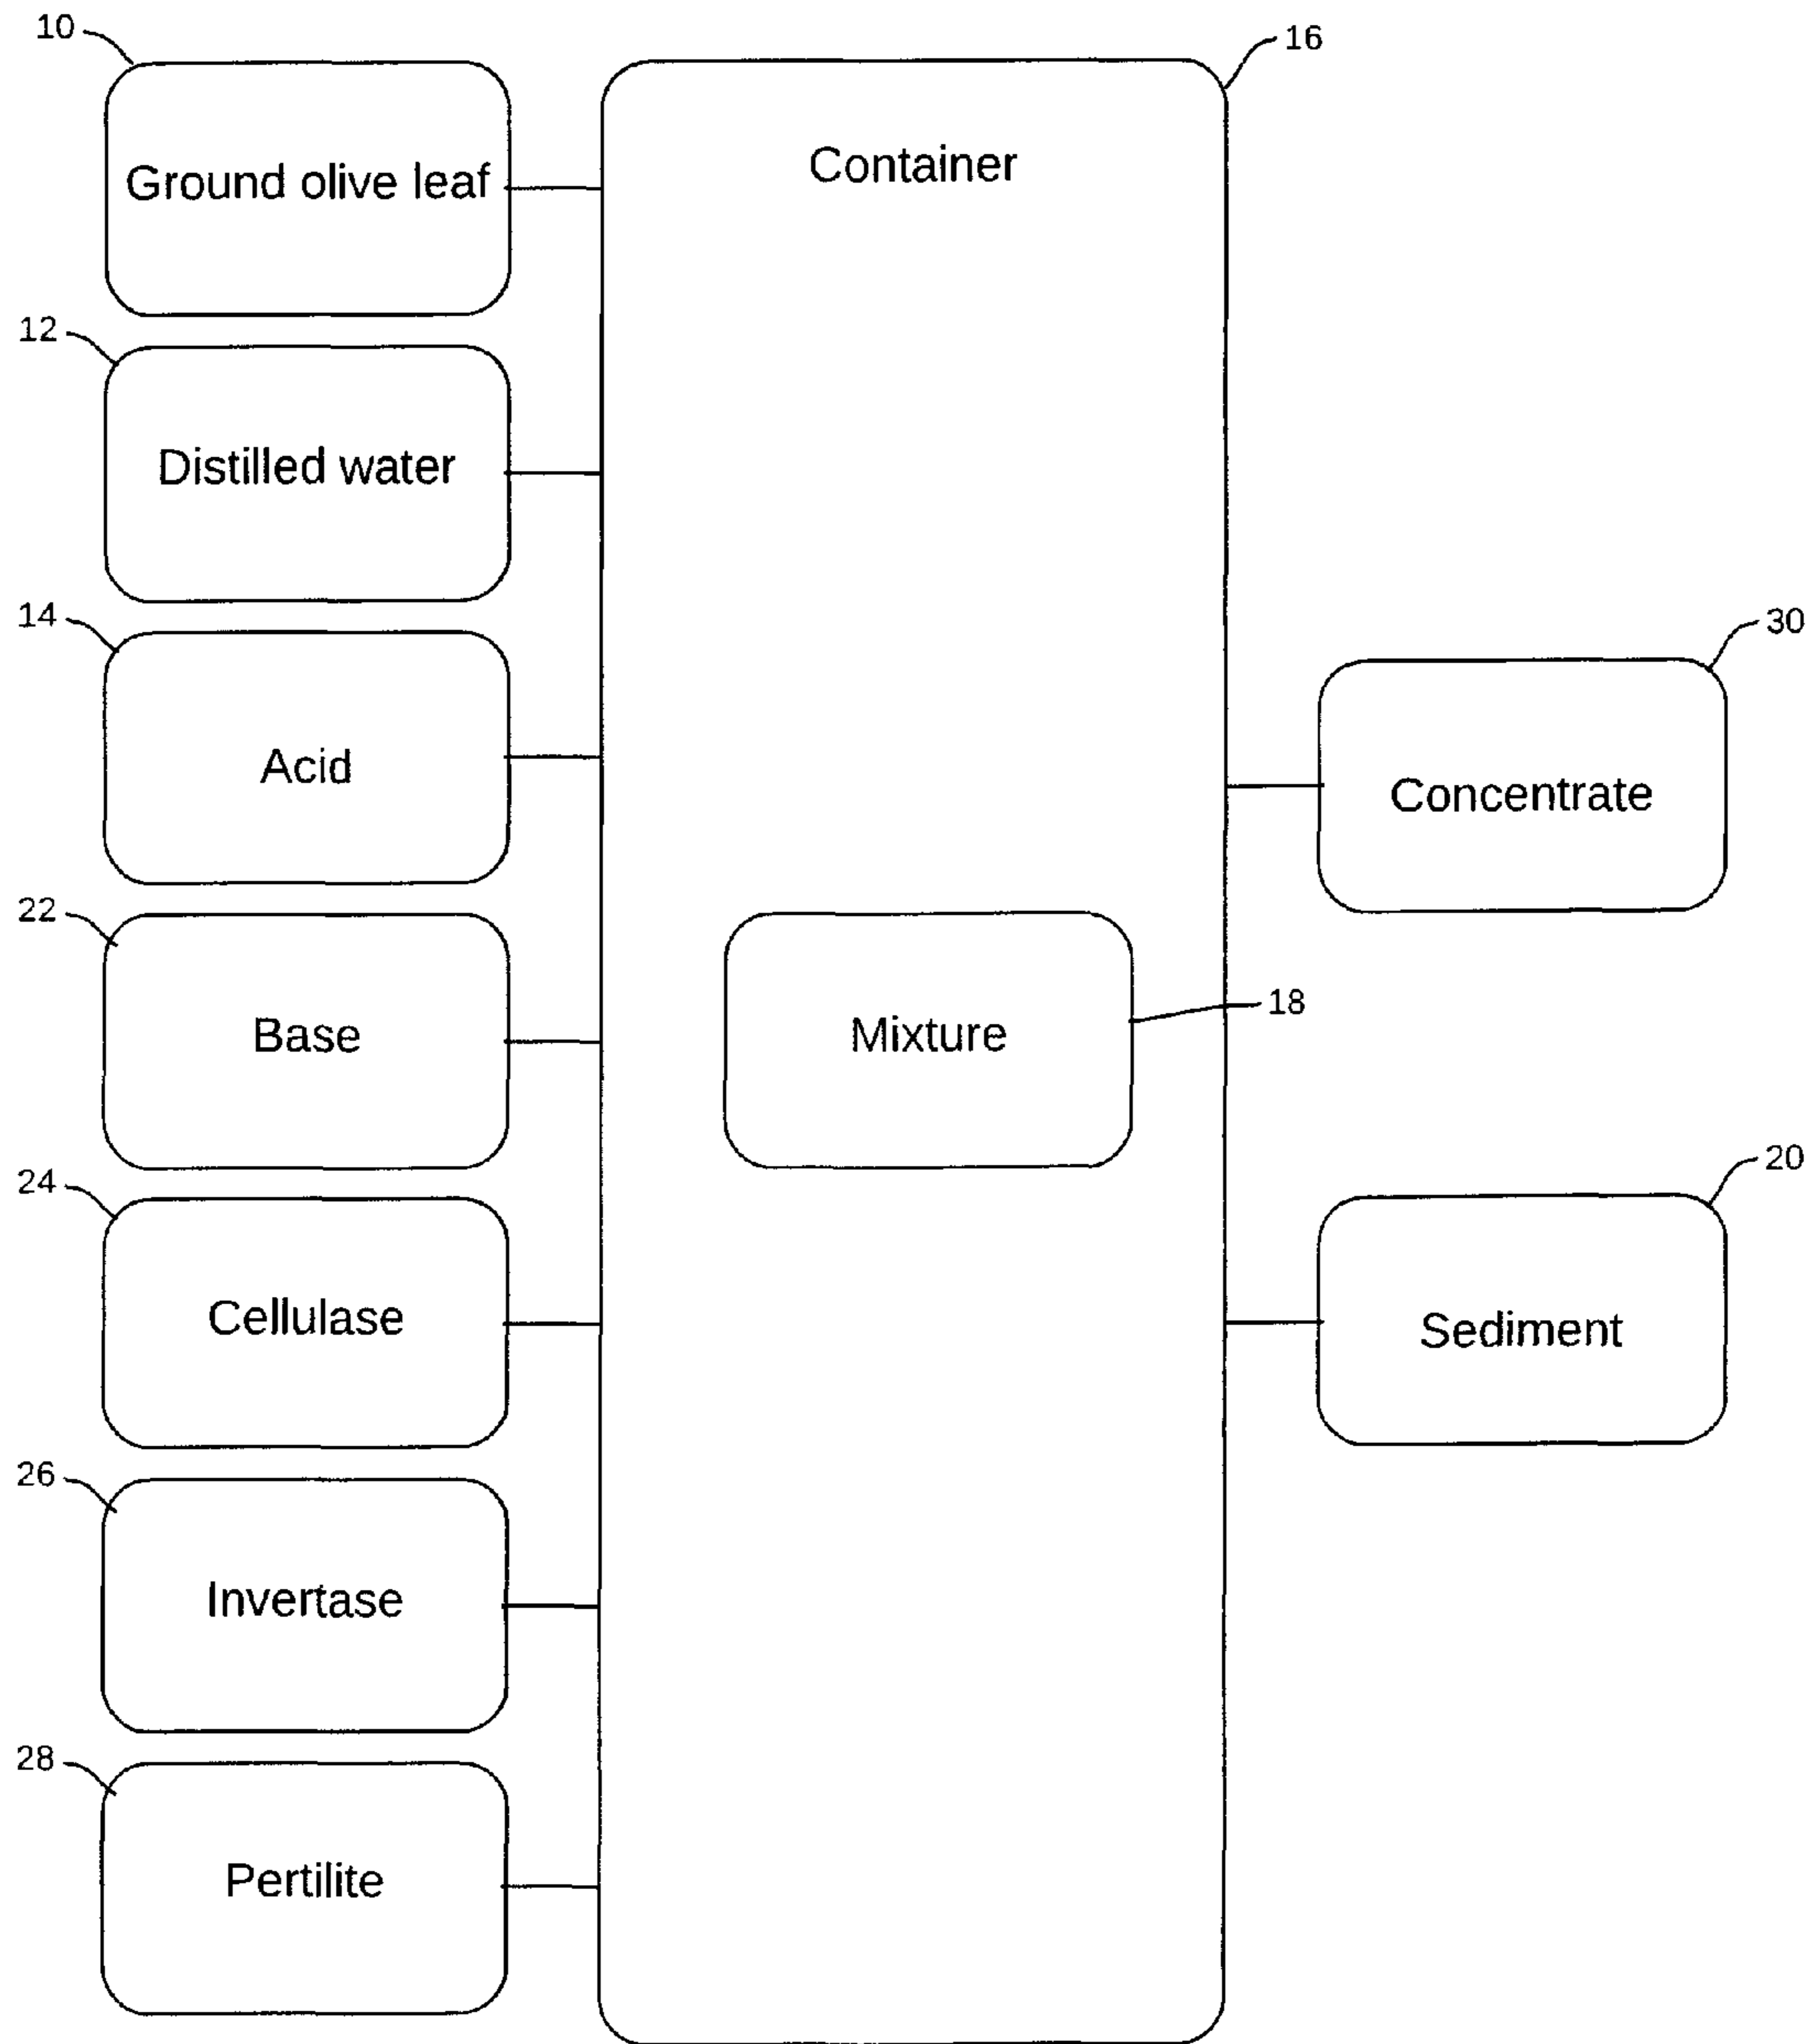 10
Ground olive leaf
12
Distilled water
14
Acid
22
Base
24
Cellulase
26
Invertase
28
Pertilite
16
Container
Mixture
18
30
Concentrate
20
Sediment